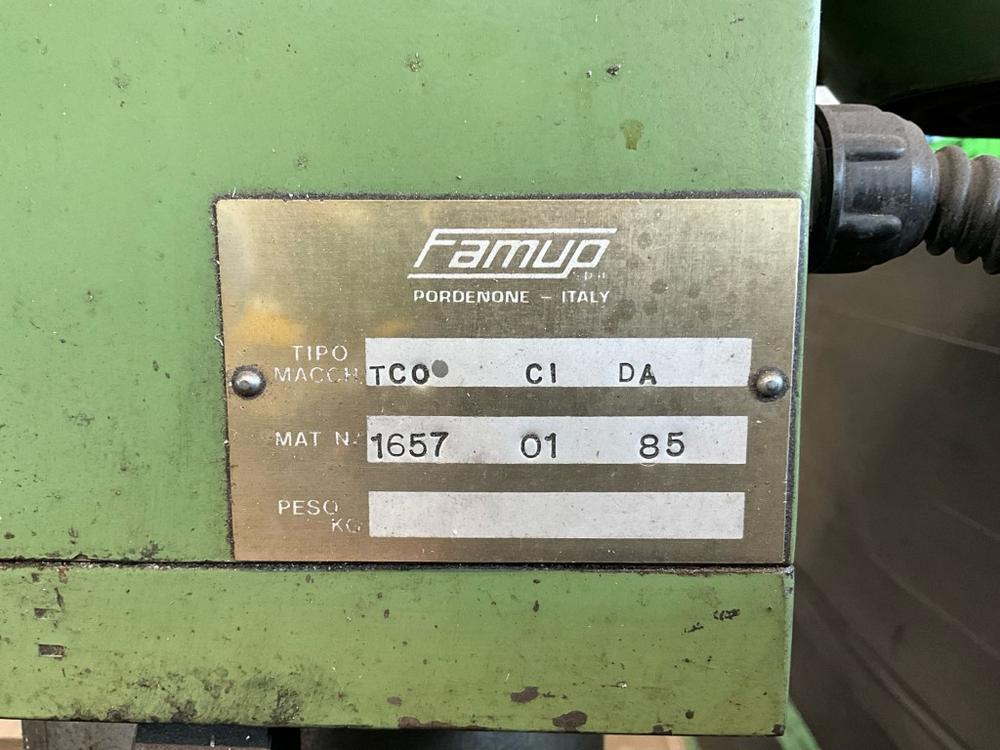 Famup
s.p.a.
PORDENONE - ITALY
TIPO
MACCH. TCO CI DA
MAT N. 1657 01 85
PESO
KG